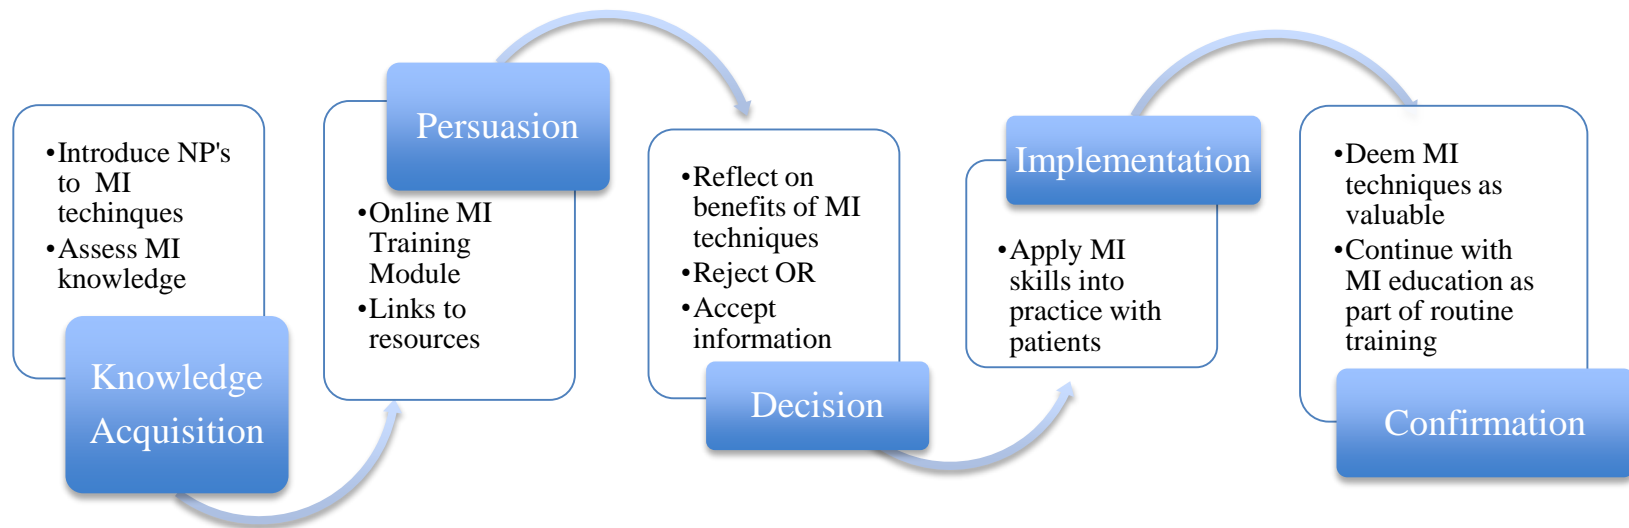 •Introduce NP's
to MI
techinques
•Assess MI
knowledge
Knowledge
Acquisition
Persuasion
•Online MI
Training
Module
•Links to
resources
•Reflect on
benefits of MI
techniques
•Reject OR
•Accept
information
Decision
Implementation
•Apply MI
skills into
practice with
patients
•Deem MI
techniques as
valuable
•Continue with
MI education as
part of routine
training
Confirmation